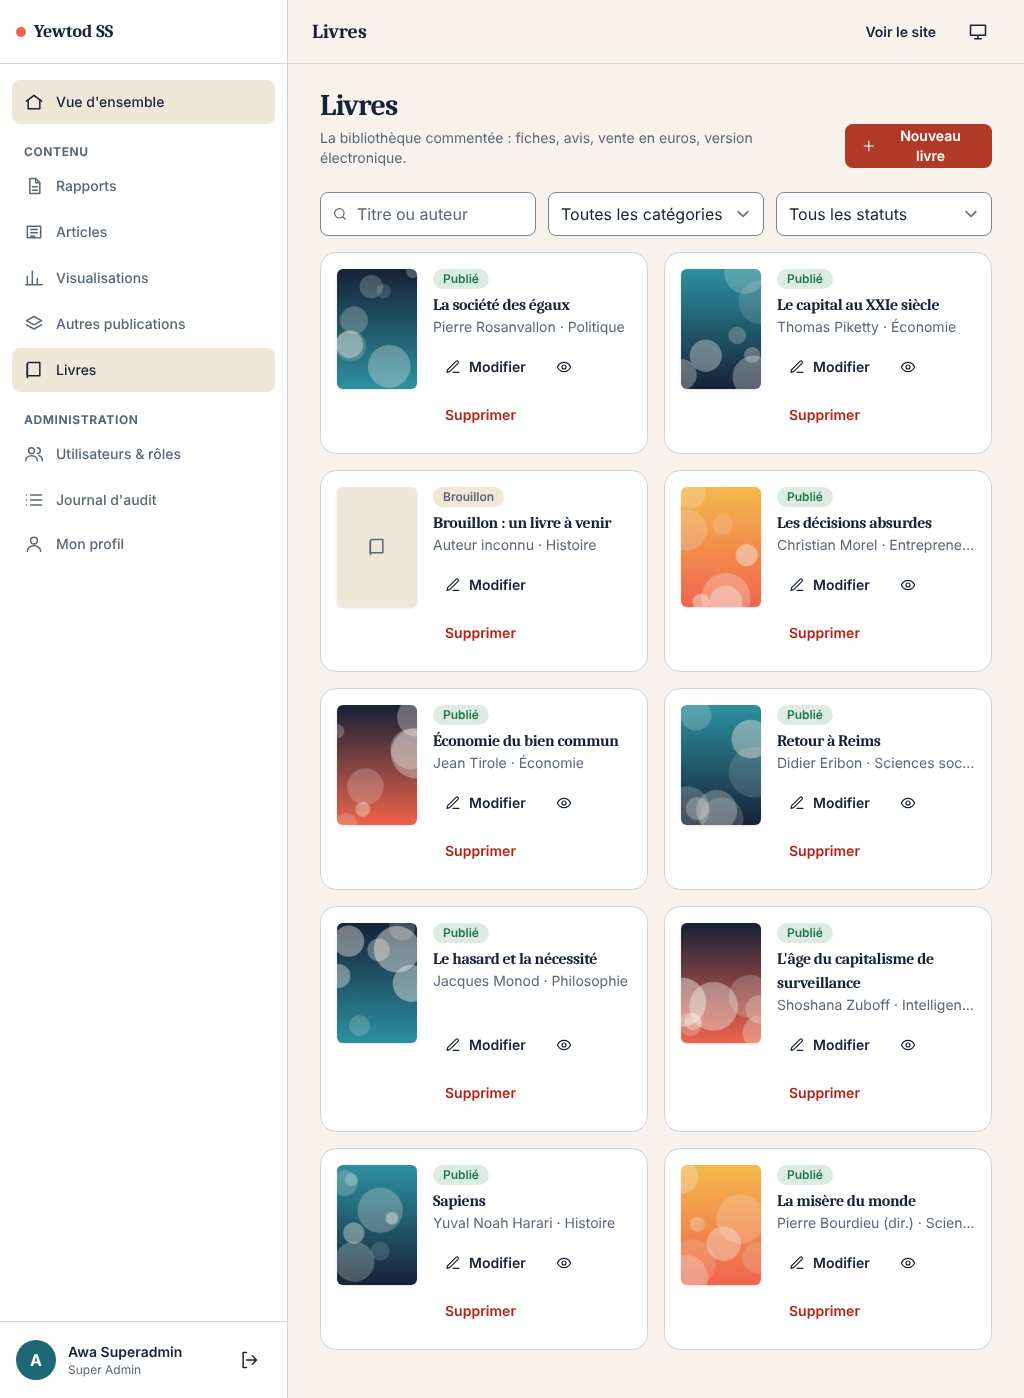 Yewtod SS
Vue d'ensemble
CONTENU
Rapports
Articles
Visualisations
Autres publications
Livres
ADMINISTRATION
Utilisateurs & rôles
Journal d'audit
Mon profil
A
Awa Superadmin
Super Admin
Livres
Voir le site
Livres
La bibliothèque commentée : fiches, avis, vente en euros, version
électronique.
Nouveau
livre
Titre ou auteur
Toutes les catégories
Tous les statuts
Publié
La société des égaux
Pierre Rosanvallon · Politique
Modifier
Supprimer
Publié
Le capital au XXIe siècle
Thomas Piketty · Économie
Modifier
Supprimer
Brouillon
Brouillon : un livre à venir
Auteur inconnu · Histoire
Modifier
Supprimer
Publié
Les décisions absurdes
Christian Morel · Entreprene...
Modifier
Supprimer
Publié
Économie du bien commun
Jean Tirole · Économie
Modifier
Supprimer
Publié
Retour à Reims
Didier Eribon · Sciences soc...
Modifier
Supprimer
Publié
Le hasard et la nécessité
Jacques Monod · Philosophie
Modifier
Supprimer
Publié
L'âge du capitalisme de
surveillance
Shoshana Zuboff · Intelligen...
Modifier
Supprimer
Publié
Sapiens
Yuval Noah Harari · Histoire
Modifier
Supprimer
Publié
La misère du monde
Pierre Bourdieu (dir.) · Scien...
Modifier
Supprimer